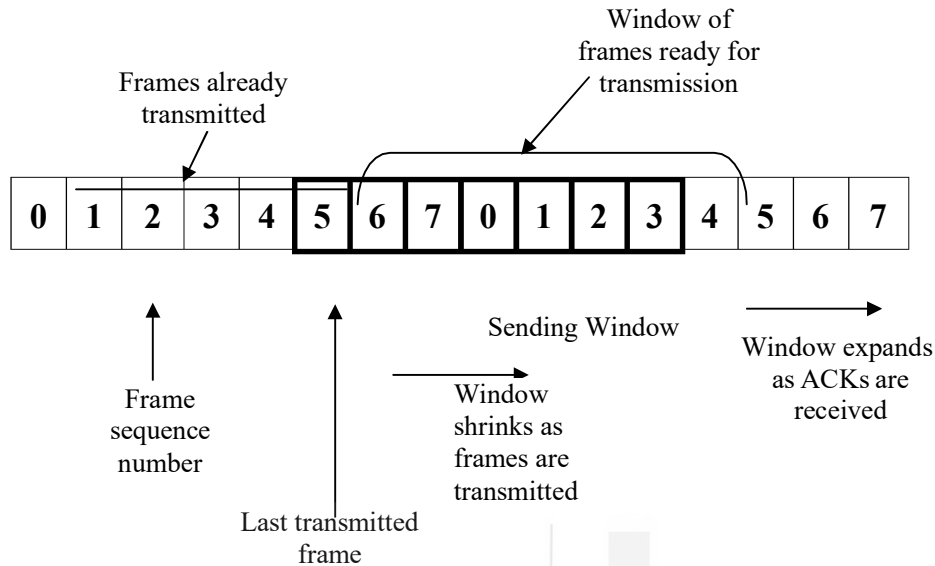 Window of
frames ready for
transmission
Frames already
transmitted
0 1 2 3 4 5 6 7 0 1 2 3 4 5 6 7
Sending Window
Window expands
as ACKs are
received
Frame
sequence
number
Window
shrinks as
frames are
transmitted
Last transmitted
frame